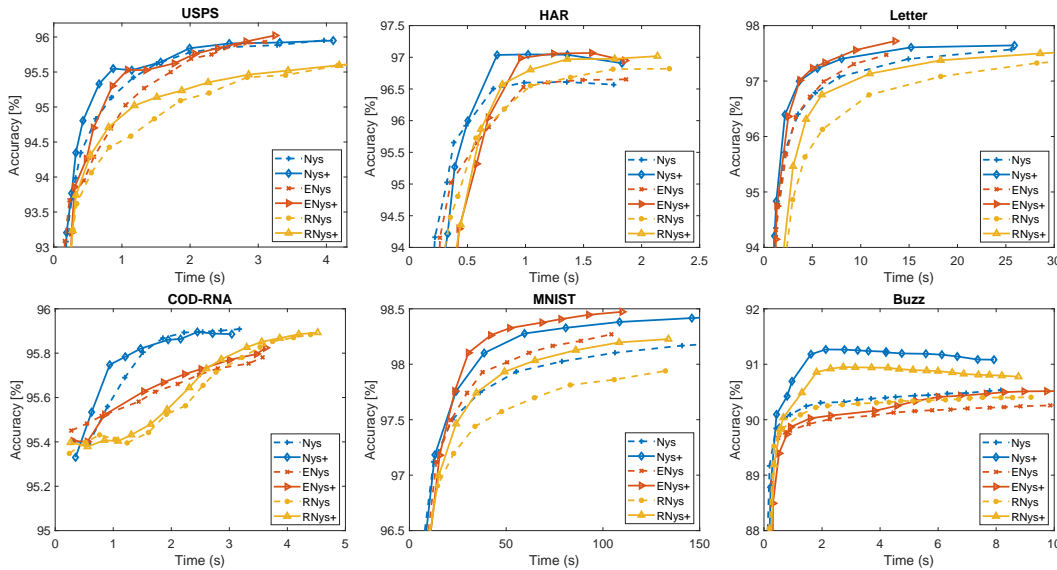 USPS
96
95.5
95
94.5
94
93.5
93
0
1
2
3
4
Accuracy [%]
Time (s)
Nys
Nys+
ENys
ENys+
RNys
RNys+
HAR
97.5
97
96.5
96
95.5
95
94.5
94
0
0.5
1
1.5
2
2.5
Accuracy [%]
Time (s)
Nys
Nys+
ENys
ENys+
RNys
RNys+
Letter
98
97
96
95
94
0
5
10
15
20
25
30
Accuracy [%]
Time (s)
Nys
Nys+
ENys
ENys+
RNys
RNys+
COD-RNA
96
95.8
95.6
95.4
95.2
95
0
1
2
3
4
5
Accuracy [%]
Time (s)
Nys
Nys+
ENys
ENys+
RNys
RNys+
MNIST
98.5
98
97.5
97
96.5
0
50
100
150
Accuracy [%]
Time (s)
Nys
Nys+
ENys
ENys+
RNys
RNys+
Buzz
92
91
90
89
88
0
2
4
6
8
10
Accuracy [%]
Time (s)
Nys
Nys+
ENys
ENys+
RNys
RNys+